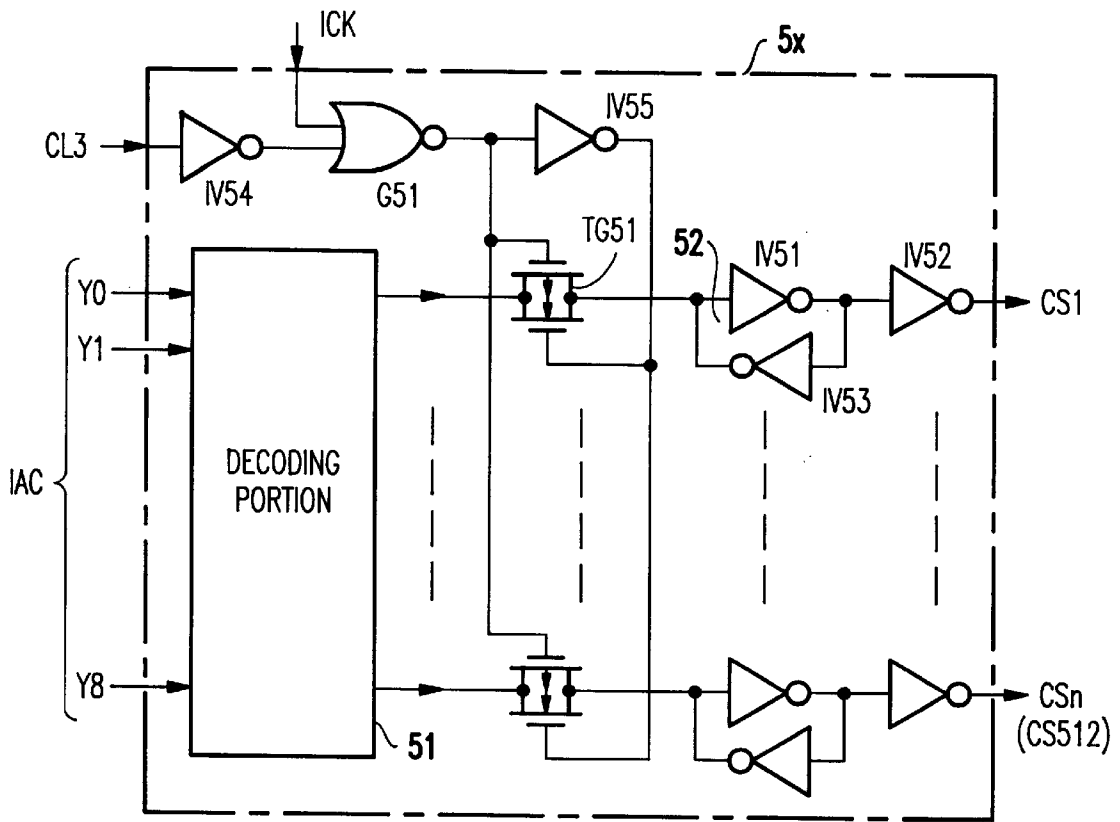 ICK
5x
CL3
IV54
G51
IV55
TG51
52
IV51
IV52
CS1
IV53
IAC
Y0
Y1
Y8
DECODING
PORTION
51
CSn
(CS512)